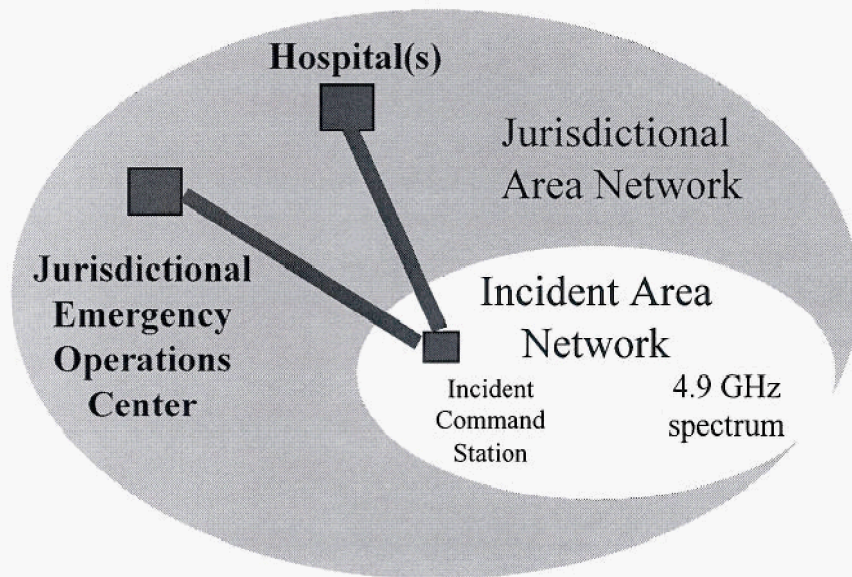 Hospital(s)
Jurisdictional
Area Network
Jurisdictional
Emergency
Operations
Center
Incident Area
Network
Incident
Command
Station
4.9 GHz
spectrum